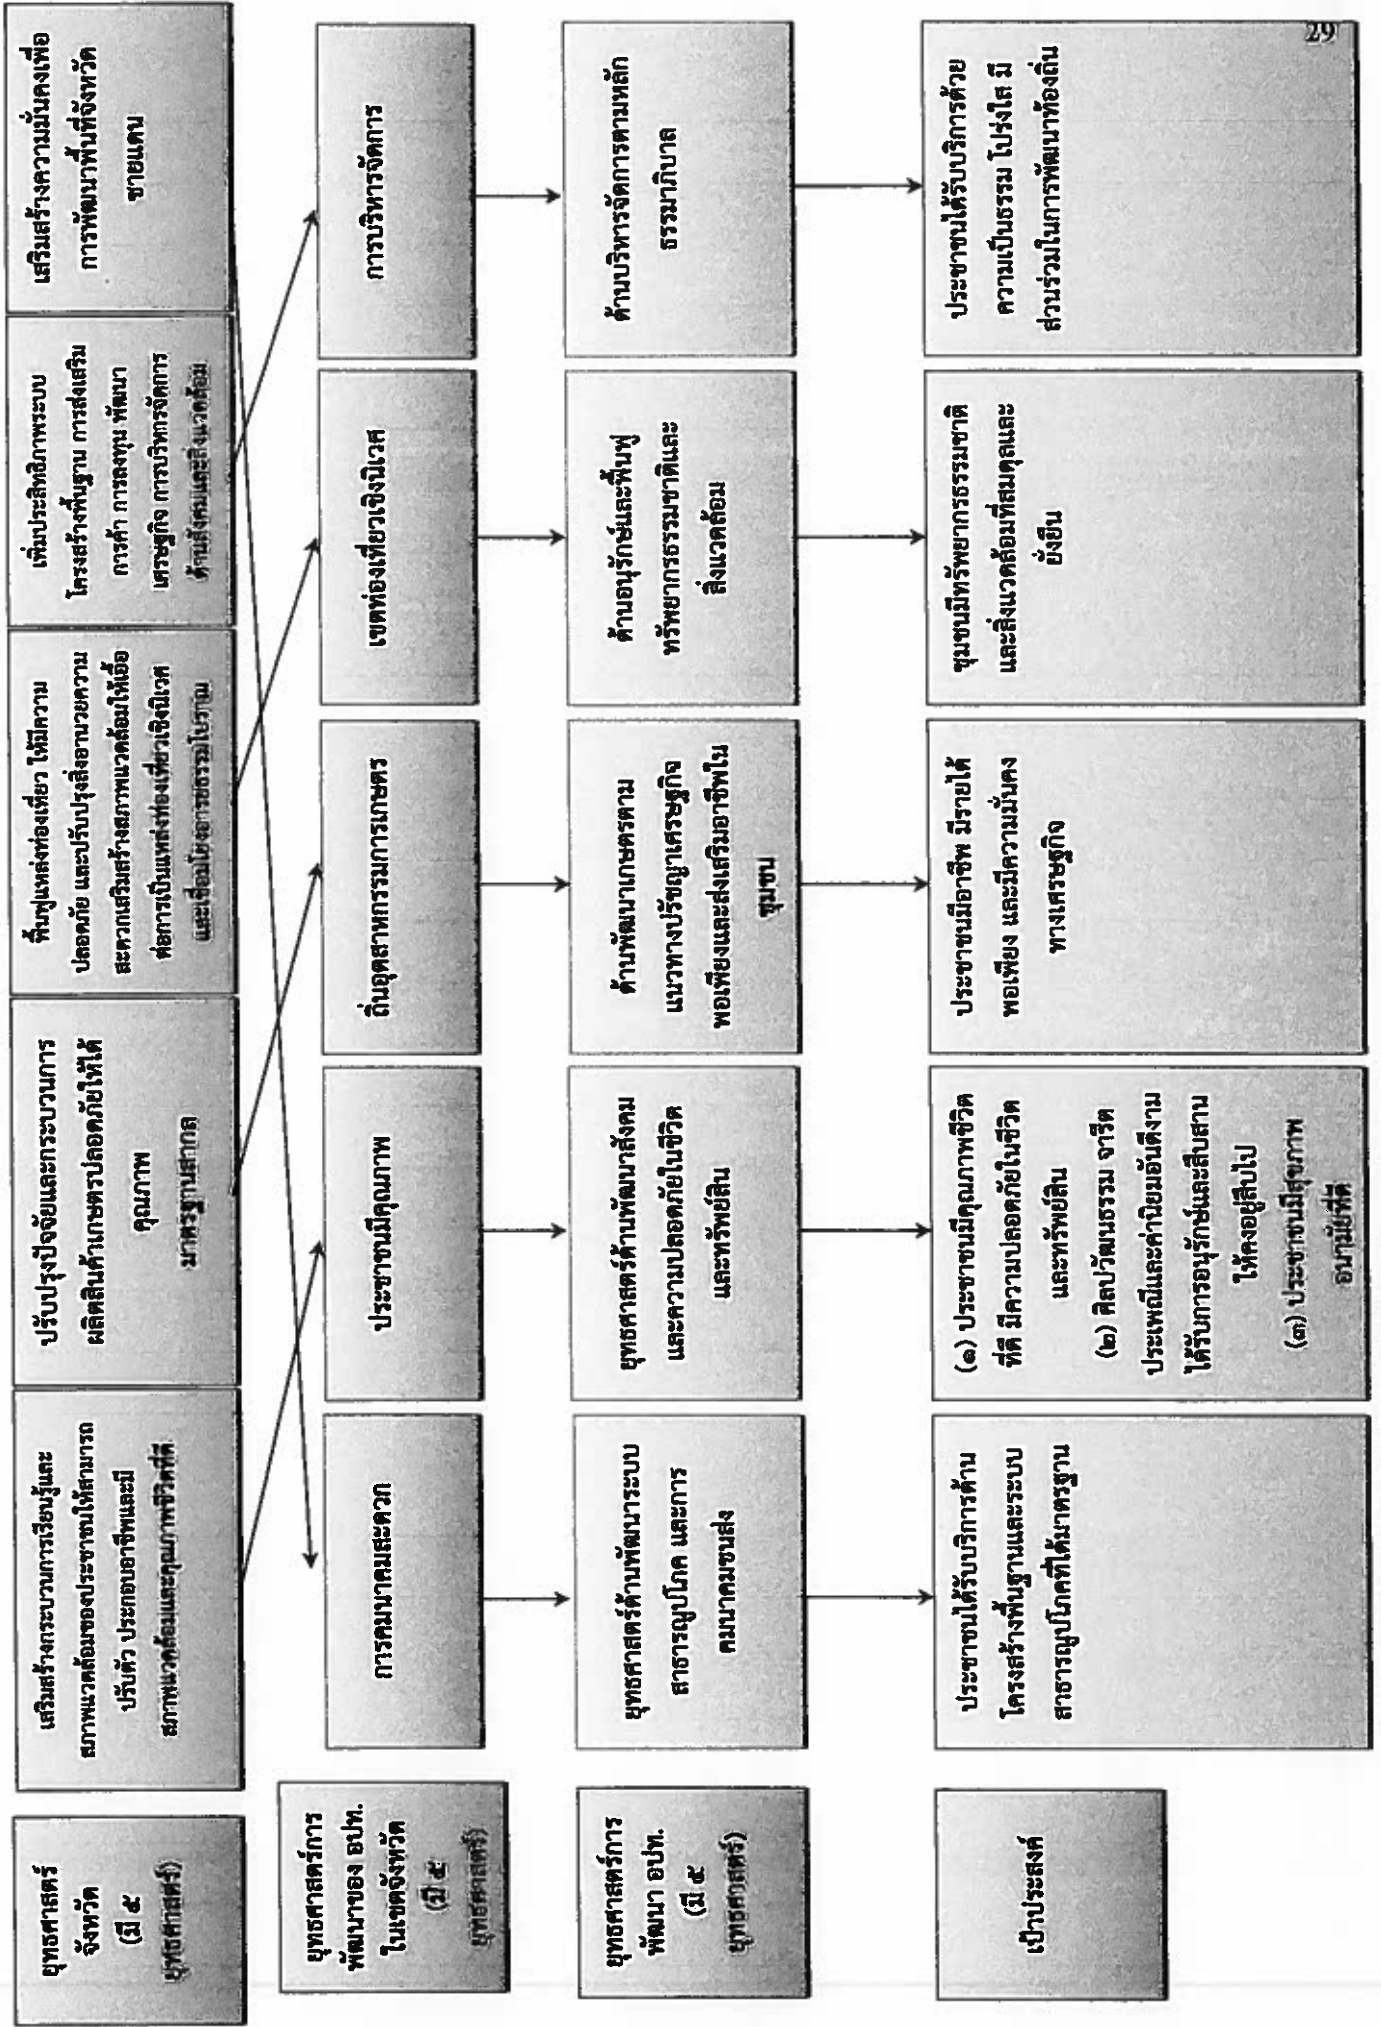 ยุทธศาสตร์
จังหวัด
(มี ๕
ยุทธศาสตร์)
เสริมสร้างกระบวนการเรียนรู้และ
สภาพแวดล้อมของประชาชนให้สามารถ
ปรับตัว ประกอบอาชีพและมี
สภาพแวดล้อมและคุณภาพชีวิตที่ดี
ปรับปรุงปัจจัยและกระบวนการ
ผลิตสินค้าเกษตรปลอดภัยให้ได้
คุณภาพ
มาตรฐานสากล
ฟื้นฟูแหล่งท่องเที่ยว ให้มีความ
ปลอดภัย และปรับปรุงสิ่งอำนวยความ
สะดวกเสริมสร้างสภาพแวดล้อมให้เอื้อ
ต่อการเป็นแหล่งท่องเที่ยวเชิงนิเวศ
และเชื่อมโยงอารยธรรมโบราณ
เพิ่มประสิทธิภาพระบบ
โครงสร้างพื้นฐาน การส่งเสริม
การค้า การลงทุน พัฒนา
เศรษฐกิจ การบริหารจัดการ
ด้านสังคมและสิ่งแวดล้อม
เสริมสร้างความมั่นคงเพื่อ
การพัฒนาพื้นที่จังหวัด
ชายแดน
ยุทธศาสตร์การ
พัฒนาของ อปท.
ในเขตจังหวัด
(มี ๕
ยุทธศาสตร์)
การคมนาคมสะดวก
ประชาชนมีคุณภาพ
ถิ่นอุตสาหกรรมการเกษตร
เขตท่องเที่ยวเชิงนิเวศ
การบริหารจัดการ
ยุทธศาสตร์การ
พัฒนา อปท.
(มี ๕
ยุทธศาสตร์)
ยุทธศาสตร์ด้านพัฒนาระบบ
สาธารณูปโภค และการ
คมนาคมขนส่ง
ยุทธศาสตร์ด้านพัฒนาสังคม
และความปลอดภัยในชีวิต
และทรัพย์สิน
ด้านพัฒนาเกษตรตาม
แนวทางปรัชญาเศรษฐกิจ
พอเพียงและส่งเสริมอาชีพใน
ชุมชน
ด้านอนุรักษ์และฟื้นฟู
ทรัพยากรธรรมชาติและ
สิ่งแวดล้อม
ด้านบริหารจัดการตามหลัก
ธรรมาภิบาล
เป้าประสงค์
ประชาชนได้รับบริการด้าน
โครงสร้างพื้นฐานและระบบ
สาธารณูปโภคที่ได้มาตรฐาน
(๑) ประชาชนมีคุณภาพชีวิต
ที่ดี มีความปลอดภัยในชีวิต
และทรัพย์สิน
(๒) ศิลปวัฒนธรรม จารีต
ประเพณีและค่านิยมอันดีงาม
ได้รับการอนุรักษ์และสืบสาน
ให้คงอยู่สืบไป
(๓) ประชาชนมีสุขภาพ
อนามัยที่ดี
ประชาชนมีอาชีพ มีรายได้
พอเพียง และมีความมั่นคง
ทางเศรษฐกิจ
ชุมชนมีทรัพยากรธรรมชาติ
และสิ่งแวดล้อมที่สมดุลและ
ยั่งยืน
ประชาชนได้รับบริการด้วย
ความเป็นธรรม โปร่งใส มี
ส่วนร่วมในการพัฒนาท้องถิ่น
29